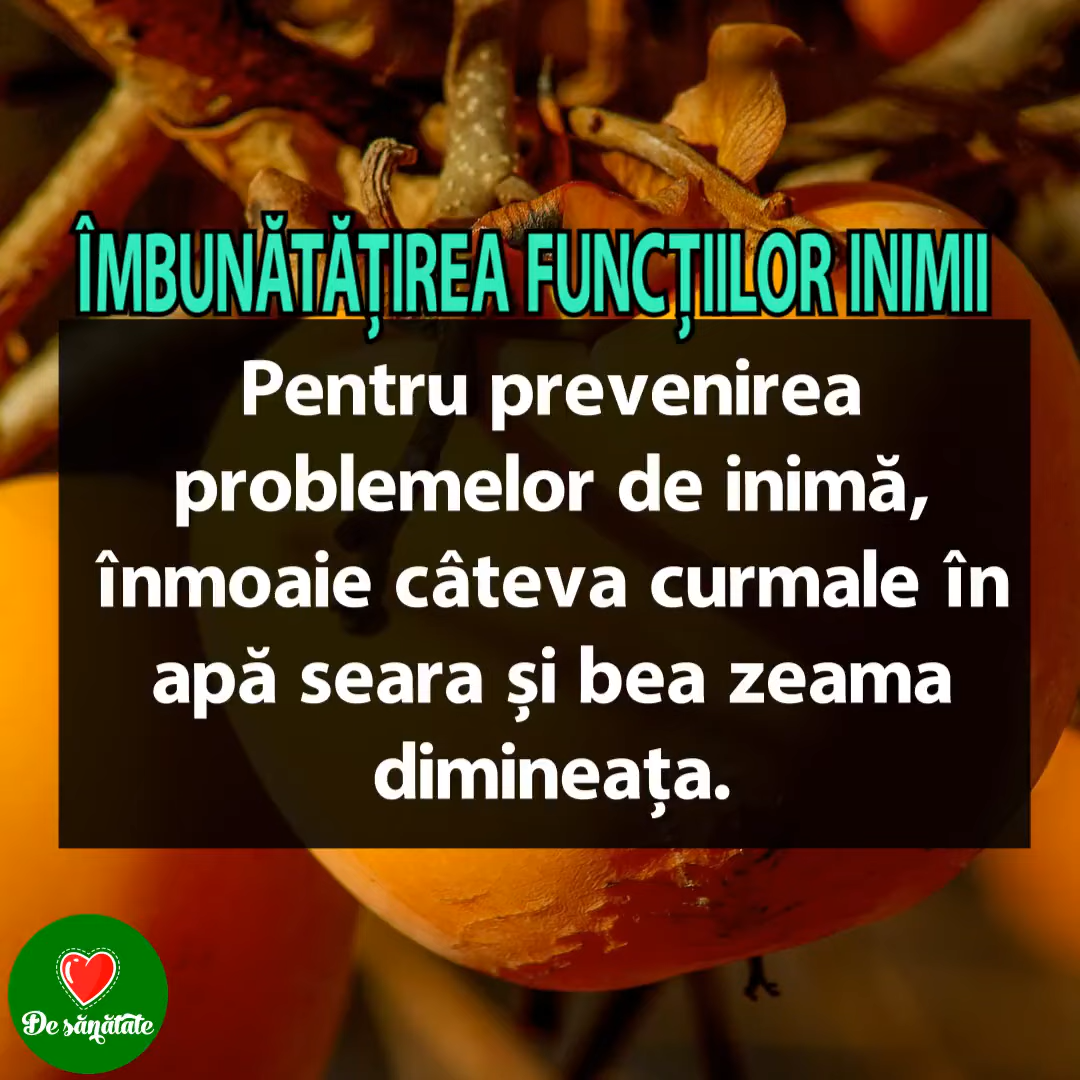 ÎMBUNĂTĂȚIREA FUNCȚIILOR INIMII
Pentru prevenirea
problemelor de inimă,
înmoaie câteva curmale în
apă seara și bea zeama
dimineața.
De sănătate